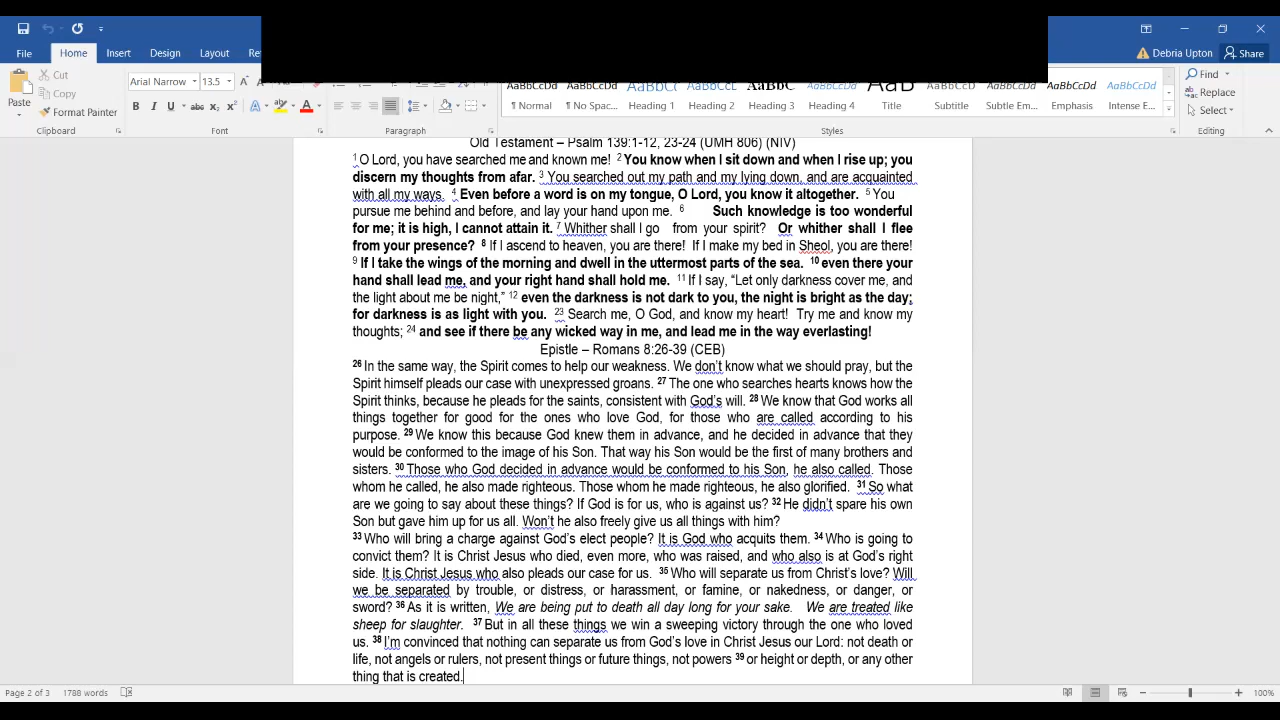 File Home Insert Design Layout Debria Upton Share
Paste Cut Copy Format Painter
Arial Narrow 13.5
Clipboard Font Paragraph Styles Editing
AaBbCcDd AaBbCcDd AaBbC( AaBbCcL AaBbC AaBbCcDd AaB AaBbCcDd AaBbCcDd AaBbCcDd AaBbCcDd
¶ Normal ¶ No Spac... Heading 1 Heading 2 Heading 3 Heading 4 Title Subtitle Subtle Em... Emphasis Intense E...
Find
Replace
Select
Old Testament – Psalm 139:1-12, 23-24 (UMH 806) (NIV)
1 O Lord, you have searched me and known me! 2 You know when I sit down and when I rise up; you
discern my thoughts from afar. 3 You searched out my path and my lying down, and are acquainted
with all my ways. 4 Even before a word is on my tongue, O Lord, you know it altogether. 5 You
pursue me behind and before, and lay your hand upon me. 6 Such knowledge is too wonderful
for me; it is high, I cannot attain it. 7 Whither shall I go from your spirit? Or whither shall I flee
from your presence? 8 If I ascend to heaven, you are there! If I make my bed in Sheol, you are there!
9 If I take the wings of the morning and dwell in the uttermost parts of the sea. 10 even there your
hand shall lead me, and your right hand shall hold me. 11 If I say, “Let only darkness cover me, and
the light about me be night,” 12 even the darkness is not dark to you, the night is bright as the day;
for darkness is as light with you. 23 Search me, O God, and know my heart! Try me and know my
thoughts; 24 and see if there be any wicked way in me, and lead me in the way everlasting!
Epistle – Romans 8:26-39 (CEB)
26 In the same way, the Spirit comes to help our weakness. We don’t know what we should pray, but the
Spirit himself pleads our case with unexpressed groans. 27 The one who searches hearts knows how the
Spirit thinks, because he pleads for the saints, consistent with God’s will. 28 We know that God works all
things together for good for the ones who love God, for those who are called according to his
purpose. 29 We know this because God knew them in advance, and he decided in advance that they
would be conformed to the image of his Son. That way his Son would be the first of many brothers and
sisters. 30 Those who God decided in advance would be conformed to his Son, he also called. Those
whom he called, he also made righteous. Those whom he made righteous, he also glorified. 31 So what
are we going to say about these things? If God is for us, who is against us? 32 He didn’t spare his own
Son but gave him up for us all. Won’t he also freely give us all things with him?
33 Who will bring a charge against God’s elect people? It is God who acquits them. 34 Who is going to
convict them? It is Christ Jesus who died, even more, who was raised, and who also is at God’s right
side. It is Christ Jesus who also pleads our case for us. 35 Who will separate us from Christ’s love? Will
we be separated by trouble, or distress, or harassment, or famine, or nakedness, or danger, or
sword? 36 As it is written, We are being put to death all day long for your sake. We are treated like
sheep for slaughter. 37 But in all these things we win a sweeping victory through the one who loved
us. 38 I’m convinced that nothing can separate us from God’s love in Christ Jesus our Lord: not death or
life, not angels or rulers, not present things or future things, not powers 39 or height or depth, or any other
thing that is created.
Page 2 of 3 1788 words 100%